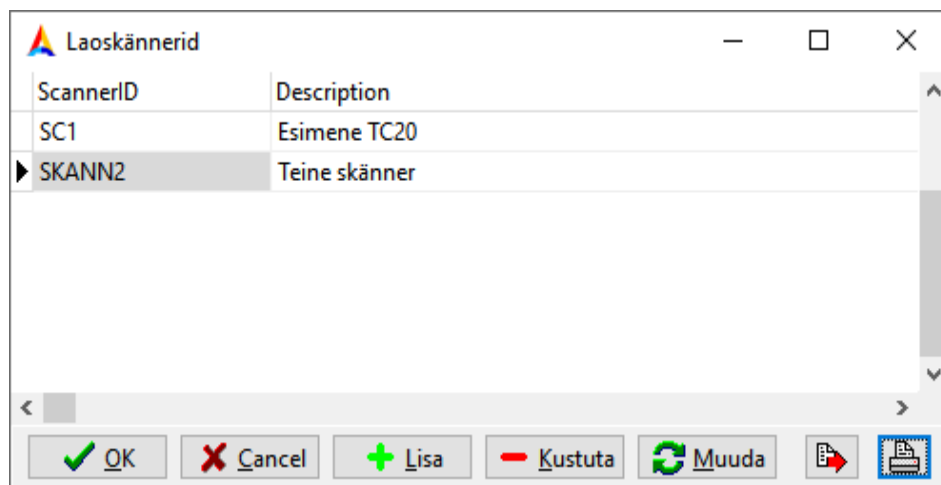 Laoskännerid
ScannerID Description
SC1 Esimene TC20
SKANN2 Teine skänner
OK Cancel Lisa Kustuta Muuda